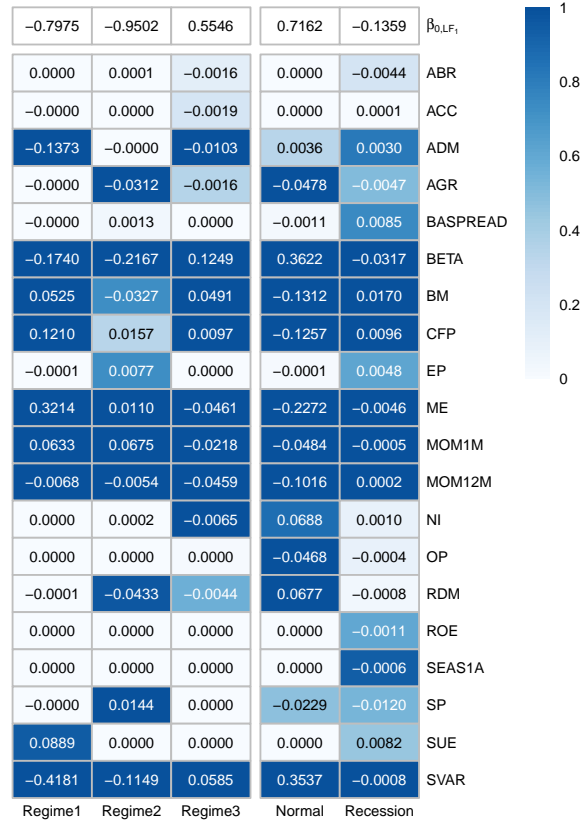 −0.7975 −0.9502 0.5546 0.7162 −0.1359 β0,LF1
0.0000 0.0001 −0.0016 0.0000 −0.0044 ABR
−0.0000 0.0000 −0.0019 0.0000 0.0001 ACC
−0.1373 −0.0000 −0.0103 0.0036 0.0030 ADM
−0.0000 −0.0312 −0.0016 −0.0478 −0.0047 AGR
−0.0000 0.0013 0.0000 −0.0011 0.0085 BASPREAD
−0.1740 −0.2167 0.1249 0.3622 −0.0317 BETA
0.0525 −0.0327 0.0491 −0.1312 0.0170 BM
0.1210 0.0157 0.0097 −0.1257 0.0096 CFP
−0.0001 0.0077 0.0000 −0.0001 0.0048 EP
0.3214 0.0110 −0.0461 −0.2272 −0.0046 ME
0.0633 0.0675 −0.0218 −0.0484 −0.0005 MOM1M
−0.0068 −0.0054 −0.0459 −0.1016 0.0002 MOM12M
0.0000 0.0002 −0.0065 0.0688 0.0010 NI
0.0000 0.0000 0.0000 −0.0468 −0.0004 OP
−0.0001 −0.0433 −0.0044 0.0677 −0.0008 RDM
0.0000 0.0000 0.0000 0.0000 −0.0011 ROE
0.0000 0.0000 0.0000 0.0000 −0.0006 SEAS1A
−0.0000 0.0144 0.0000 −0.0229 −0.0120 SP
0.0889 0.0000 0.0000 0.0000 0.0082 SUE
−0.4181 −0.1149 0.0585 0.3537 −0.0008 SVAR
Regime1 Regime2 Regime3 Normal Recession
1
0.8
0.6
0.4
0.2
0